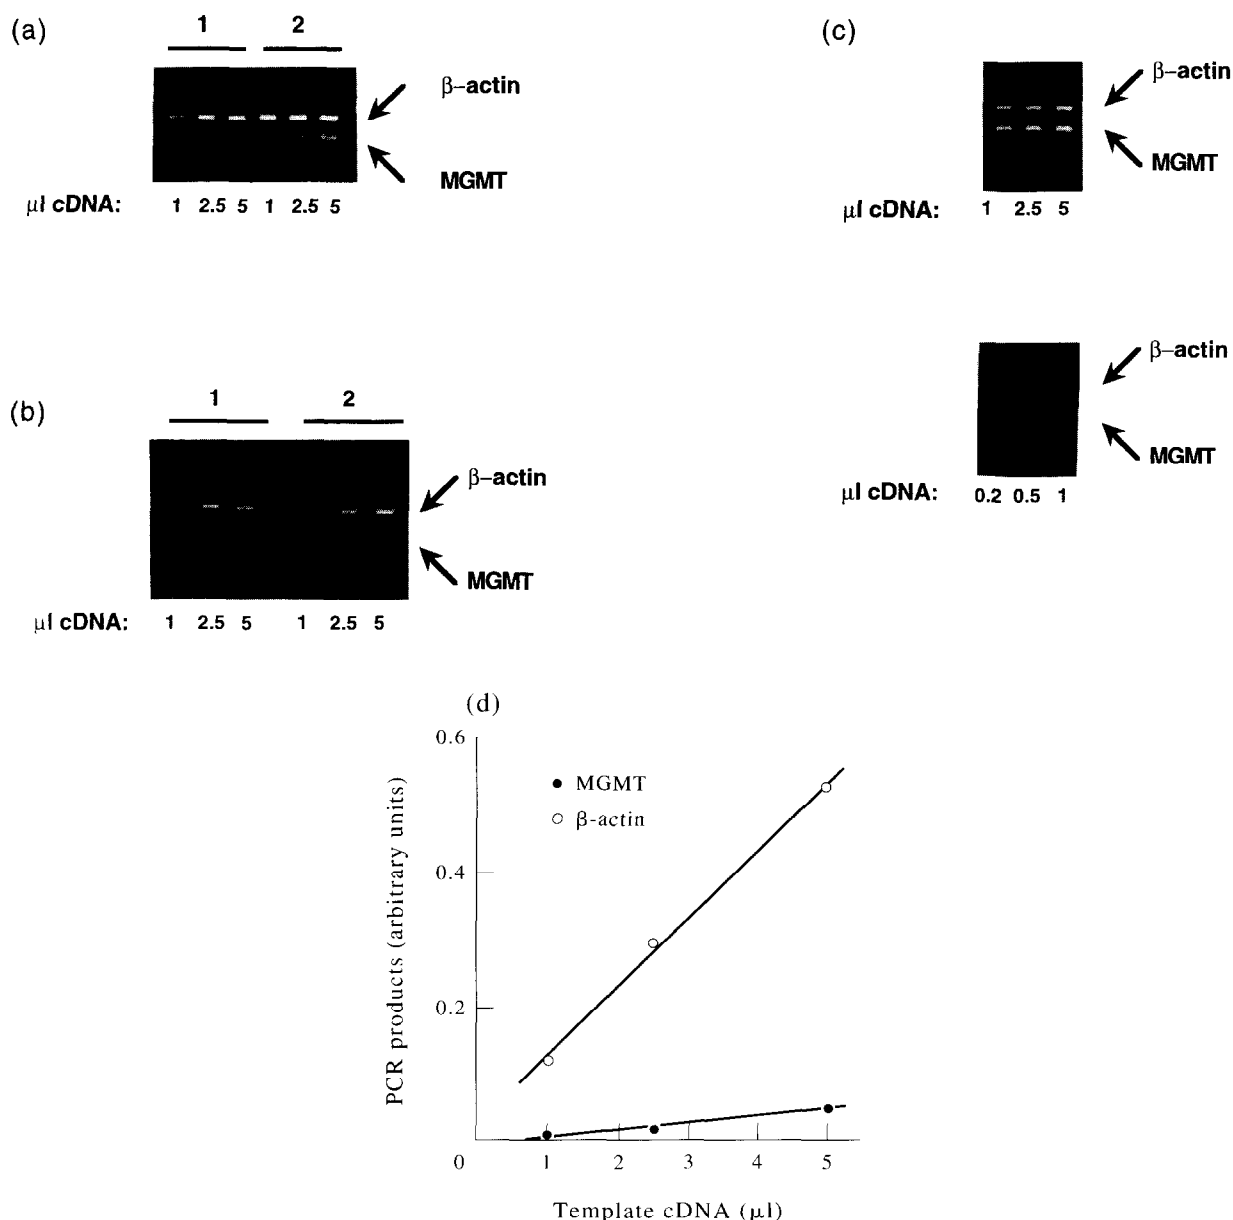 (a)
1 2
β–actin
MGMT
μl cDNA: 1 2.5 5 1 2.5 5
(c)
β–actin
MGMT
μl cDNA: 1 2.5 5
β–actin
MGMT
μl cDNA: 0.2 0.5 1
(b)
1 2
β–actin
MGMT
μl cDNA: 1 2.5 5 1 2.5 5
(d)
PCR products (arbitrary units)
0.6
0.4
0.2
MGMT
β-actin
0 1 2 3 4 5
Template cDNA (μl)